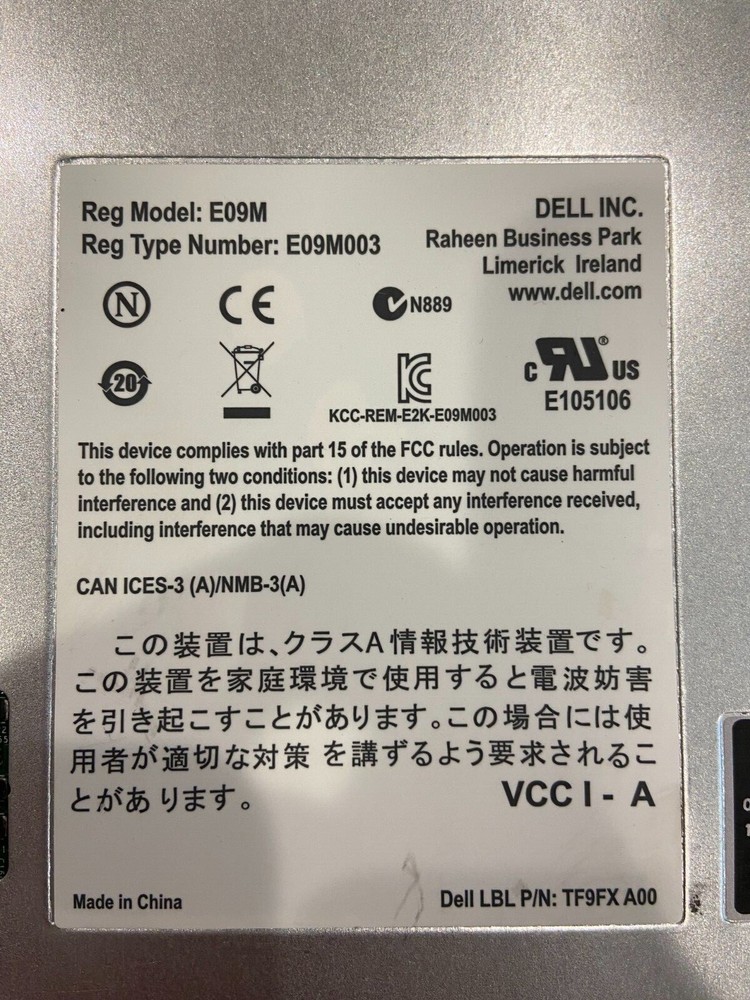 Reg Model: E09M
Reg Type Number: E09M003
DELL INC.
Raheen Business Park
Limerick Ireland
www.dell.com
N
CE
N889
20
KCC-REM-E2K-E09M003
c RU ® US
E105106
This device complies with part 15 of the FCC rules. Operation is subject
to the following two conditions: (1) this device may not cause harmful
interference and (2) this device must accept any interference received,
including interference that may cause undesirable operation.
CAN ICES-3 (A)/NMB-3(A)
この装置は、クラスA情報技術装置です。
この装置を家庭環境で使用すると電波妨害
を引き起こすことがあります。この場合には使
用者が適切な対策 を講ずるよう要求されるこ
とがあ ります。
VCC I - A
Made in China
Dell LBL P/N: TF9FX A00